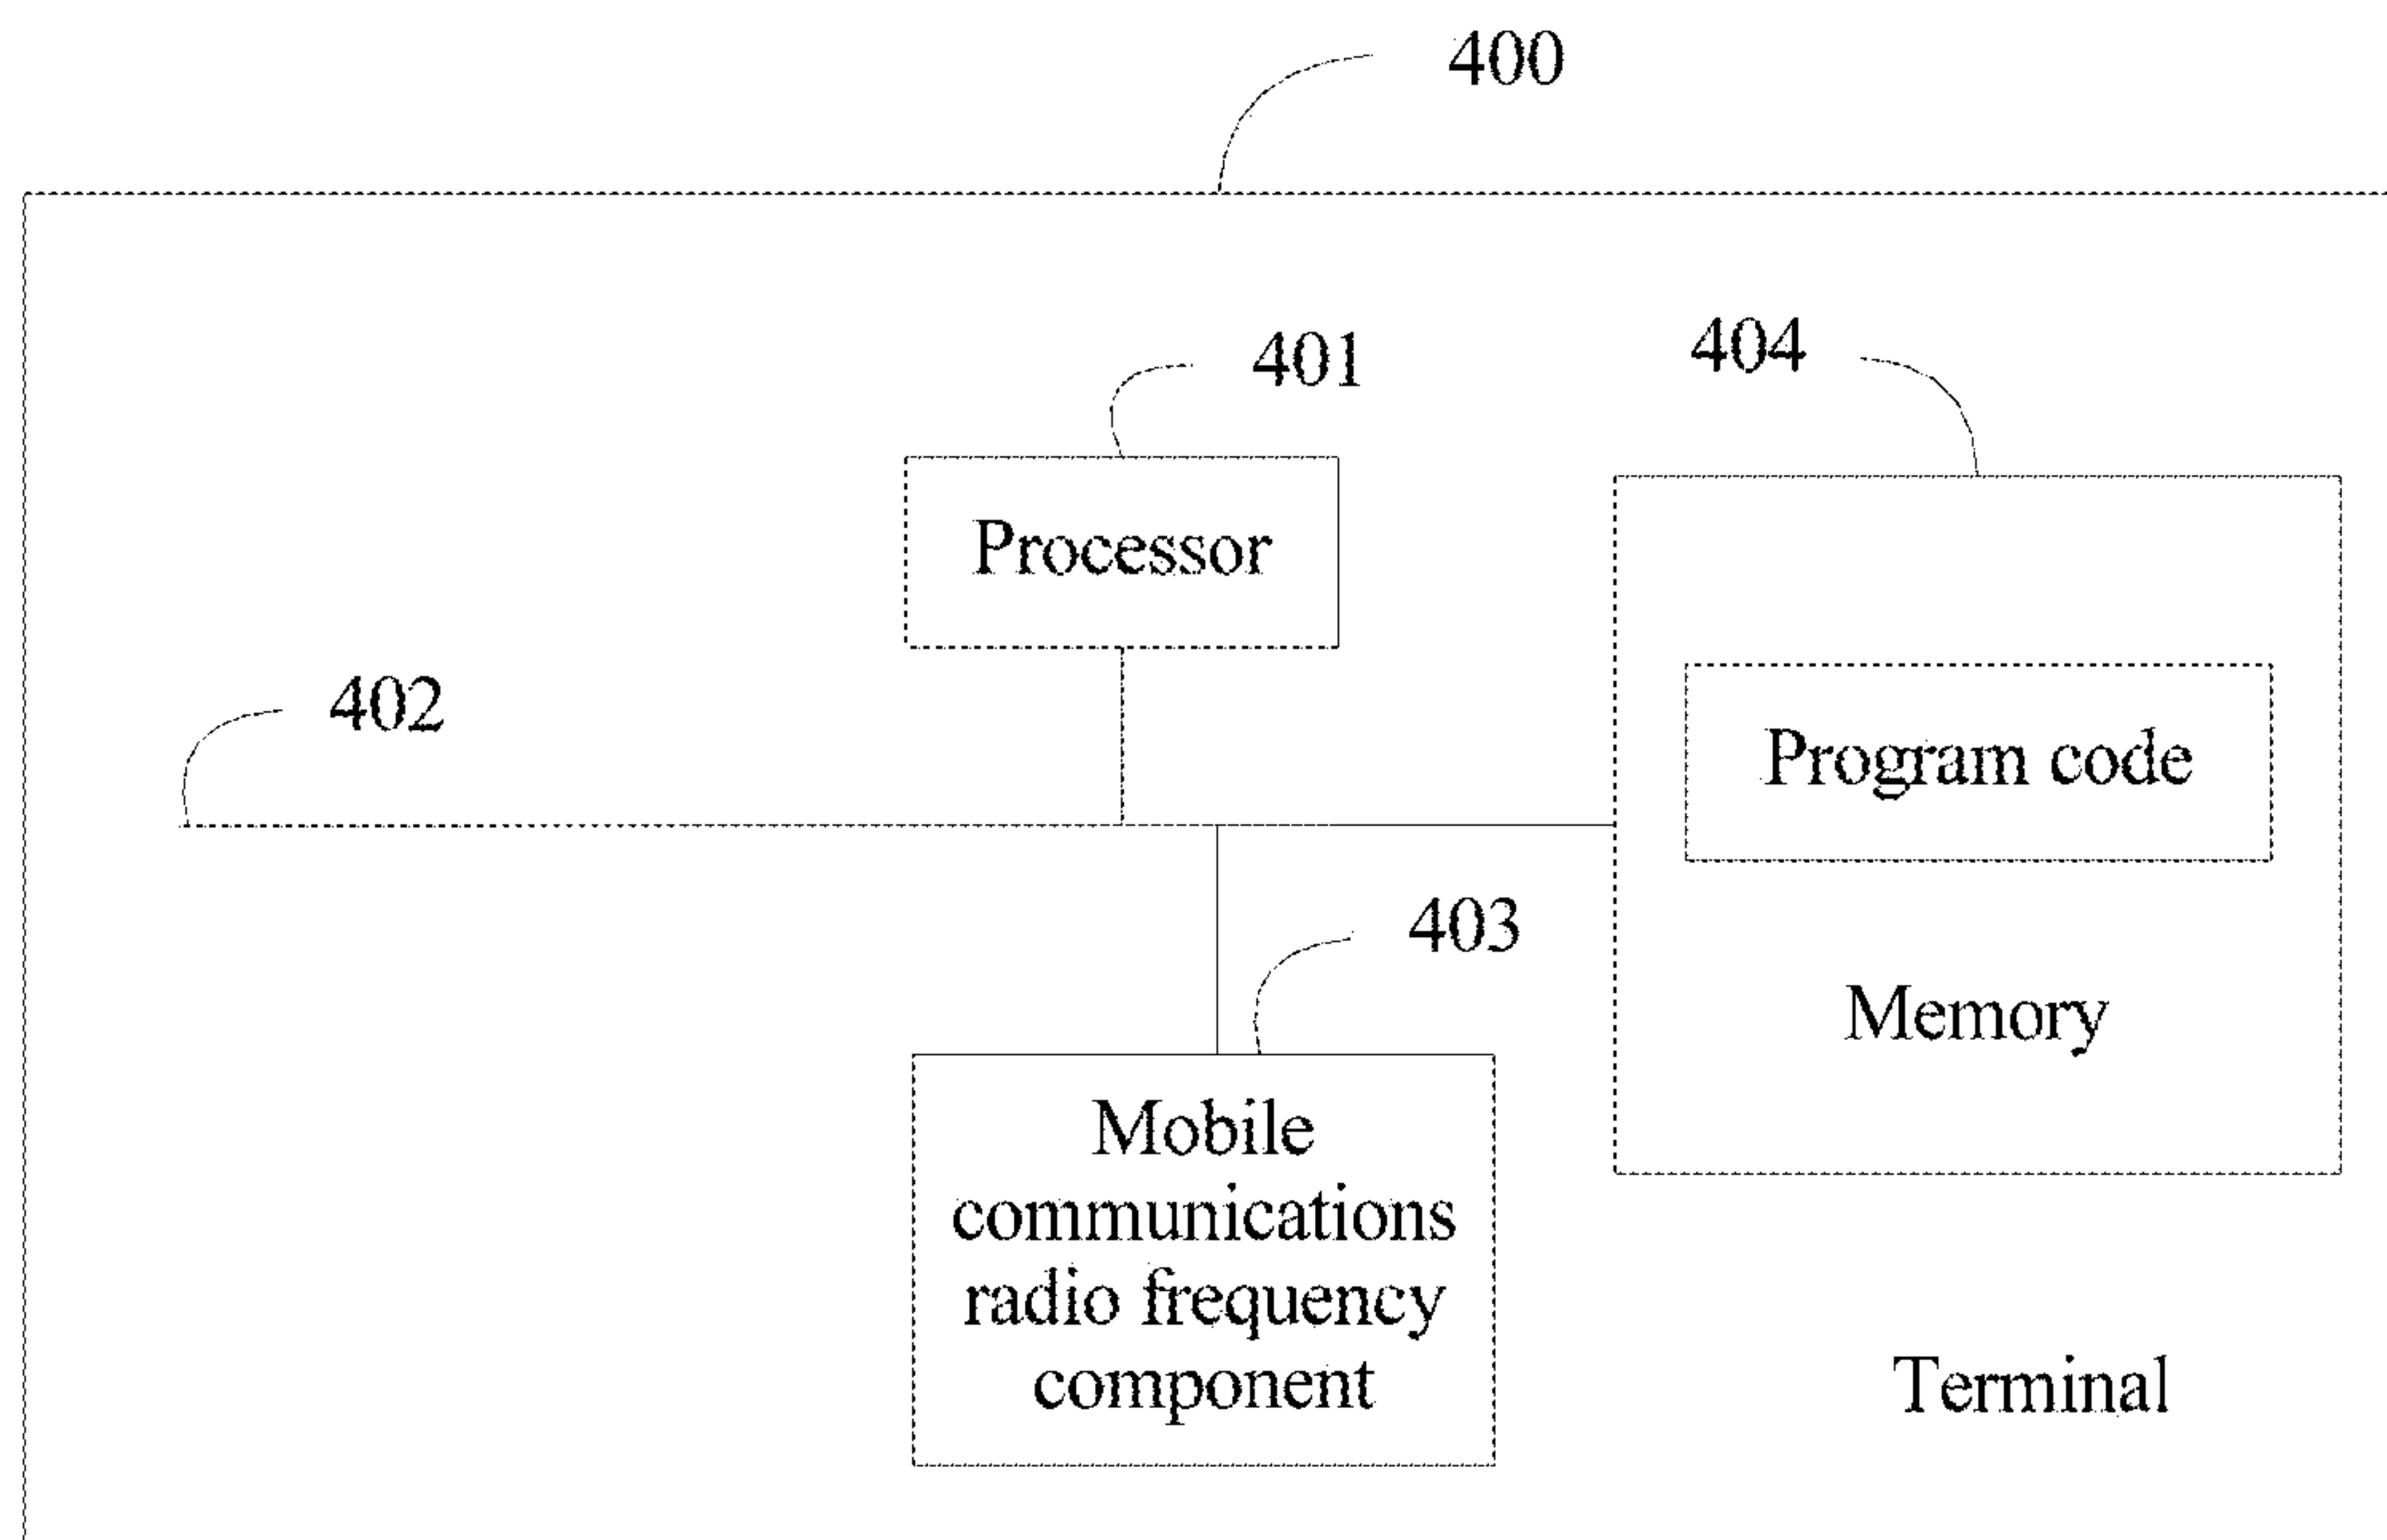 400
401
404
Processor
402
Program code
403
Memory
Mobile
communications
radio frequency
component
Terminal